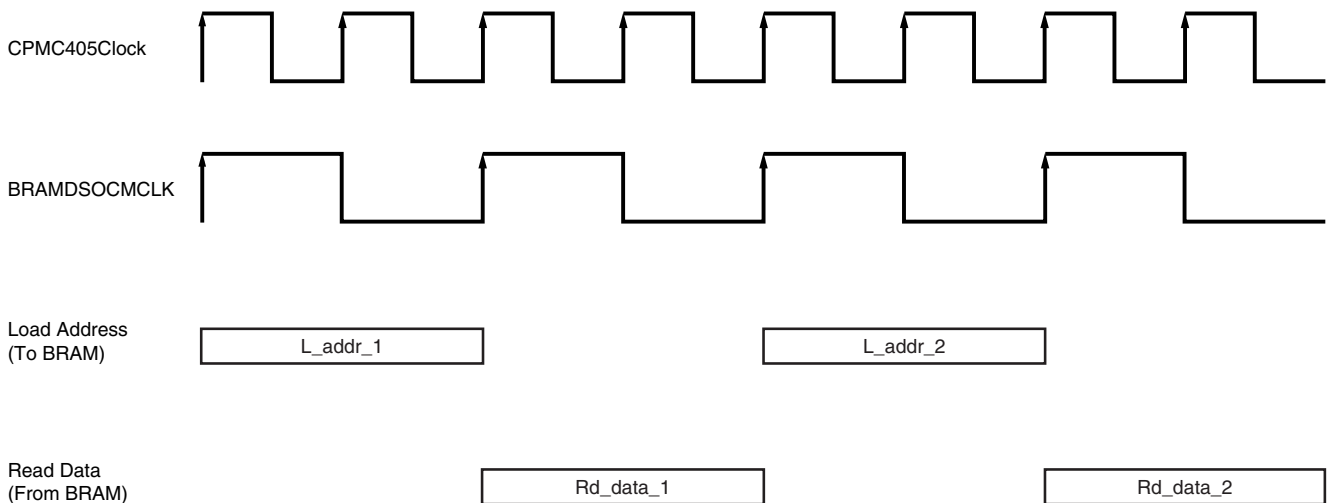 CPMC405Clock
BRAMDSOCMCLK
Load Address
(To BRAM)
L_addr_1
L_addr_2
Read Data
(From BRAM)
Rd_data_1
Rd_data_2